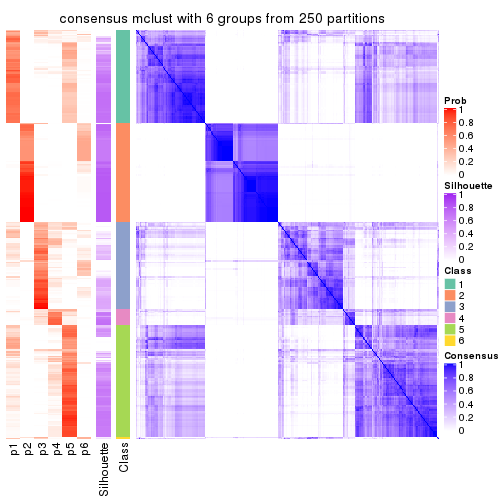 consensus mclust with 6 groups from 250 partitions
Prob
1
0.8
0.6
0.4
0.2
0
Silhouette
1
0.8
0.6
0.4
0.2
0
Class
1
2
3
4
5
6
Consensus
1
0.8
0.6
0.4
0.2
0
p1
p2
p3
p4
p5
p6
Silhouette
Class